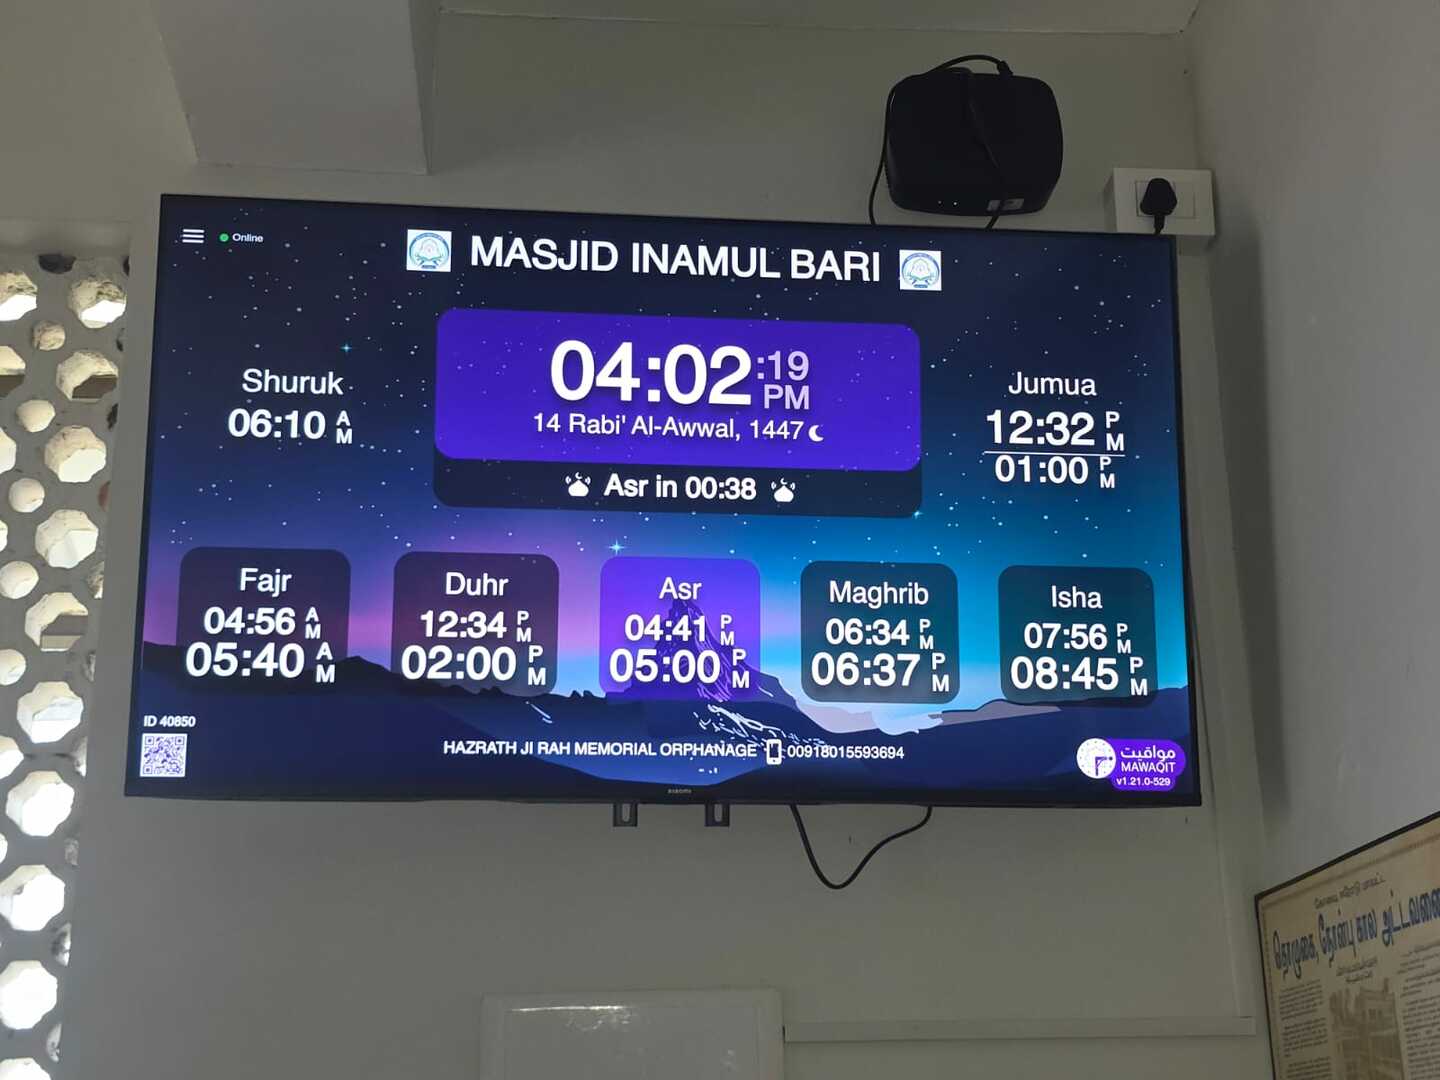 Online
MASJID INAMUL BARI
04:02:19 PM
14 Rabi' Al-Awwal, 1447
Asr in 00:38
Shuruk
06:10 AM
Jumua
12:32 PM
01:00 PM
Fajr
04:56 AM
05:40 AM
Duhr
12:34 PM
02:00 PM
Asr
04:41 PM
05:00 PM
Maghrib
06:34 PM
06:37 PM
Isha
07:56 PM
08:45 PM
ID 40850
HAZRATH JI RAH MEMORIAL ORPHANAGE 00918015593694
مواقيت
MAWAQIT
v1.21.0-529
xiaomi
தொழுகை, நோன்பு கால அட்டவணை